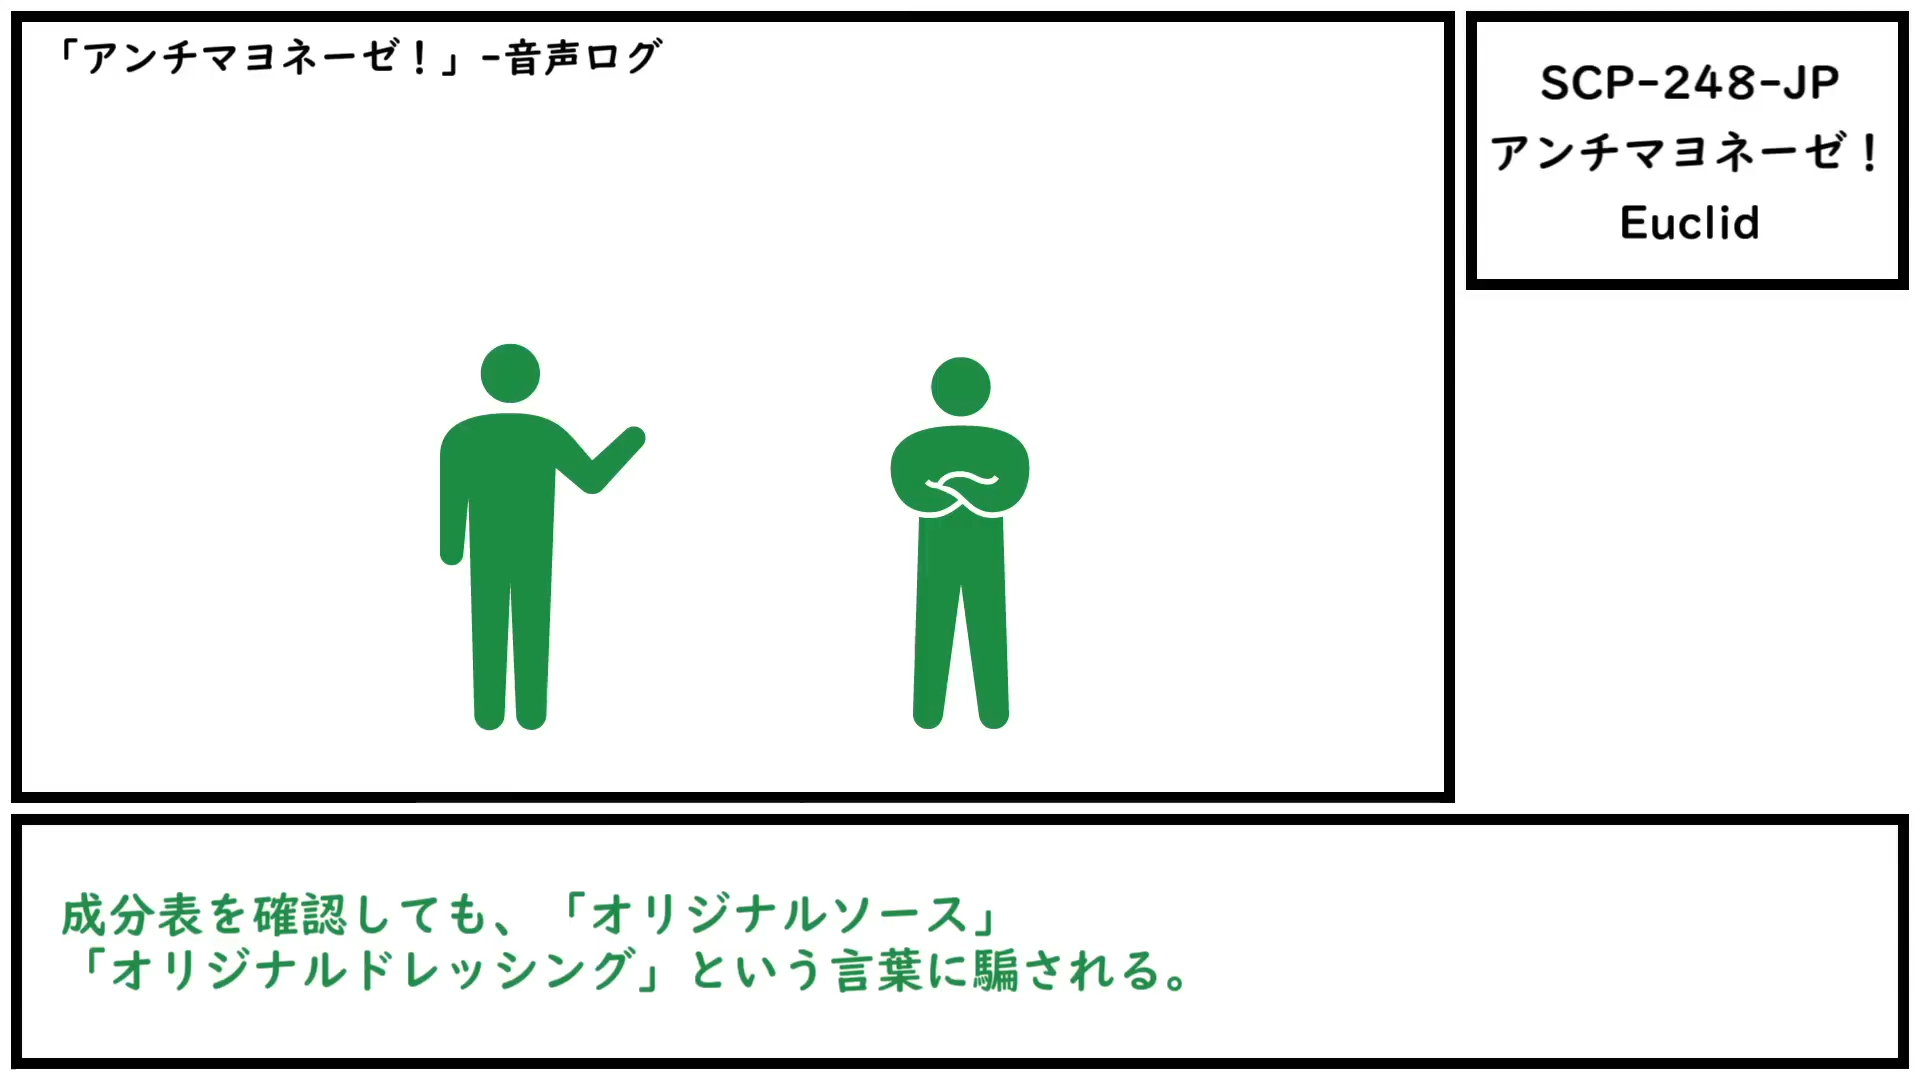 「アンチマヨネーゼ！」-音声ログ
SCP-248-JP
アンチマヨネーゼ！
Euclid
成分表を確認しても、「オリジナルソース」
「オリジナルドレッシング」という言葉に騙される。